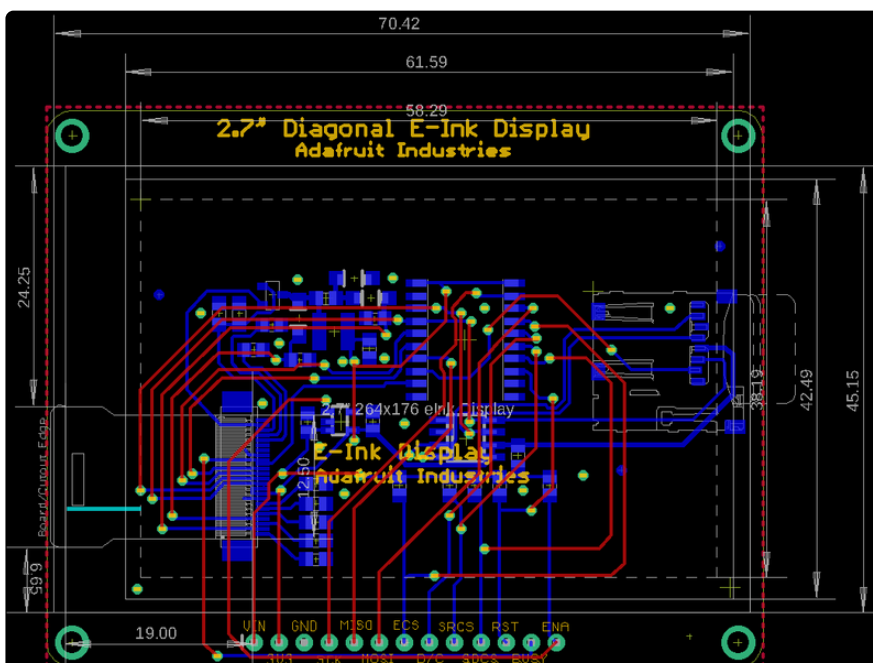 70.42
61.59
58.29
2.7" Diagonal E-Ink Display
Adafruit Industries
24.25
38.19
42.49
45.15
2.7" 264x176 eInk Display
E-Ink Display
Adafruit Industries
12.50
Board/Cutout Edge
6.65
19.00
VIN GND MISO ECS SRCS RST ENA
3V3 SCK MOSI D/C SDCS BUSY